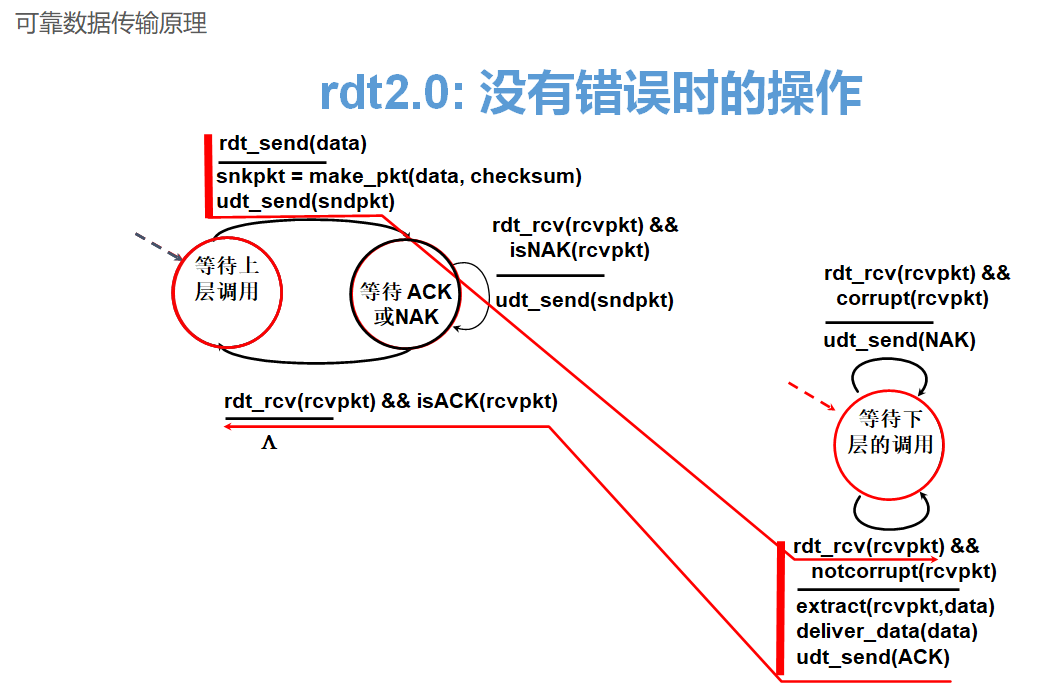 可靠数据传输原理
rdt2.0: 没有错误时的操作
rdt_send(data)
snkpkt = make_pkt(data, checksum)
udt_send(sndpkt)
等待上
层调用
等待 ACK
或NAK
rdt_rcv(rcvpkt) &&
isNAK(rcvpkt)
udt_send(sndpkt)
rdt_rcv(rcvpkt) && isACK(rcvpkt)
Λ
rdt_rcv(rcvpkt) &&
corrupt(rcvpkt)
udt_send(NAK)
等待下
层的调用
rdt_rcv(rcvpkt) &&
notcorrupt(rcvpkt)
extract(rcvpkt,data)
deliver_data(data)
udt_send(ACK)